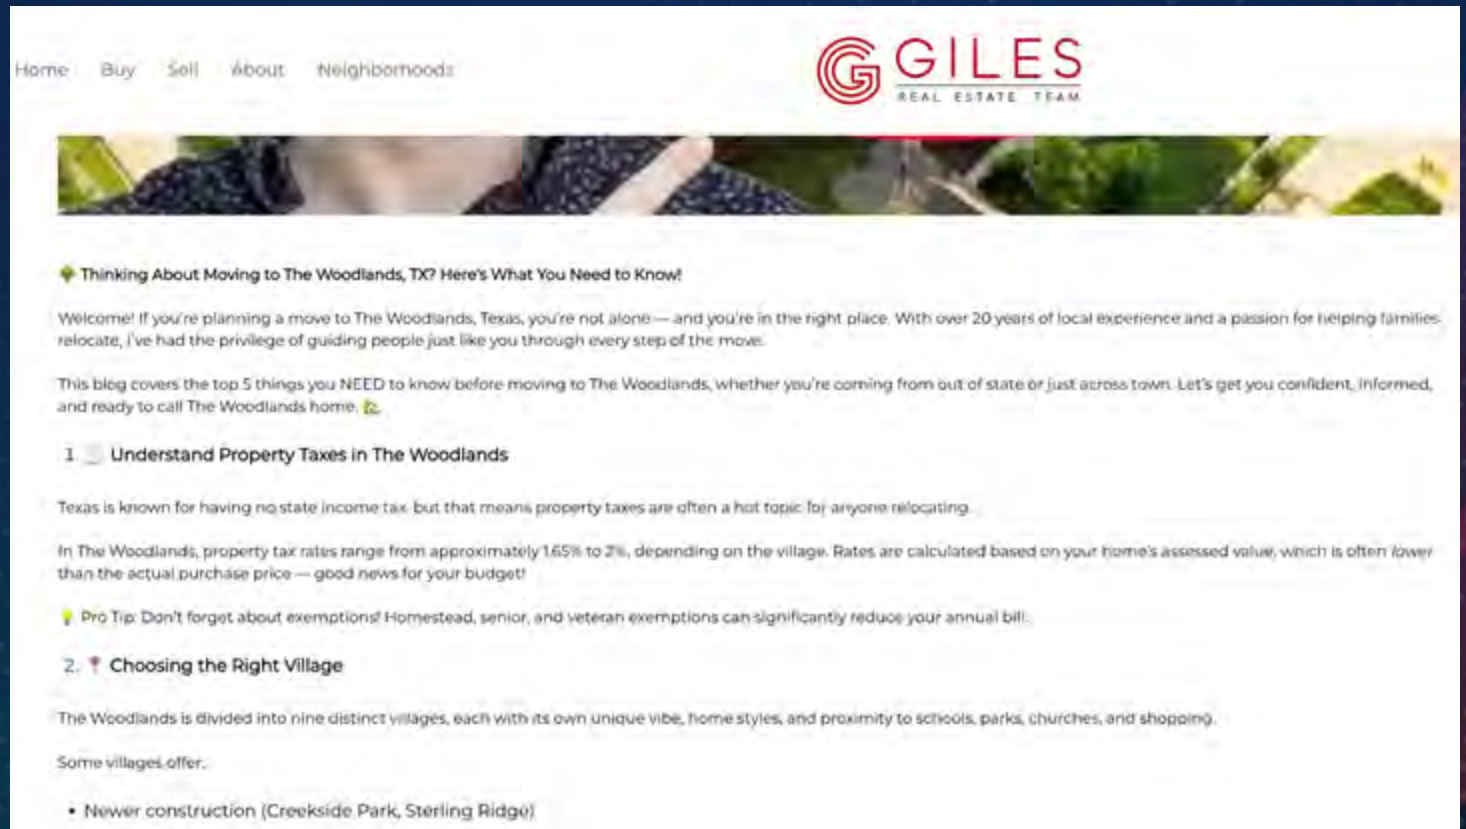 Home Buy Sell About Neighborhoods
GILES
REAL ESTATE TEAM
🌳 Thinking About Moving to The Woodlands, TX? Here's What You Need to Know!
Welcome! If you're planning a move to The Woodlands, Texas, you're not alone — and you're in the right place. With over 20 years of local experience and a passion for helping families
relocate, I've had the privilege of guiding people just like you through every step of the move.
This blog covers the top 5 things you NEED to know before moving to The Woodlands, whether you're coming from out of state or just across town. Let's get you confident, informed,
and ready to call The Woodlands home. 🏡
1. 🧾 Understand Property Taxes in The Woodlands
Texas is known for having no state income tax, but that means property taxes are often a hot topic for anyone relocating.
In The Woodlands, property tax rates range from approximately 1.65% to 2%, depending on the village. Rates are calculated based on your home's assessed value, which is often lower
than the actual purchase price — good news for your budget!
💡 Pro Tip: Don't forget about exemptions! Homestead, senior, and veteran exemptions can significantly reduce your annual bill.
2. 📍 Choosing the Right Village
The Woodlands is divided into nine distinct villages, each with its own unique vibe, home styles, and proximity to schools, parks, churches, and shopping.
Some villages offer:
• Newer construction (Creekside Park, Sterling Ridge)